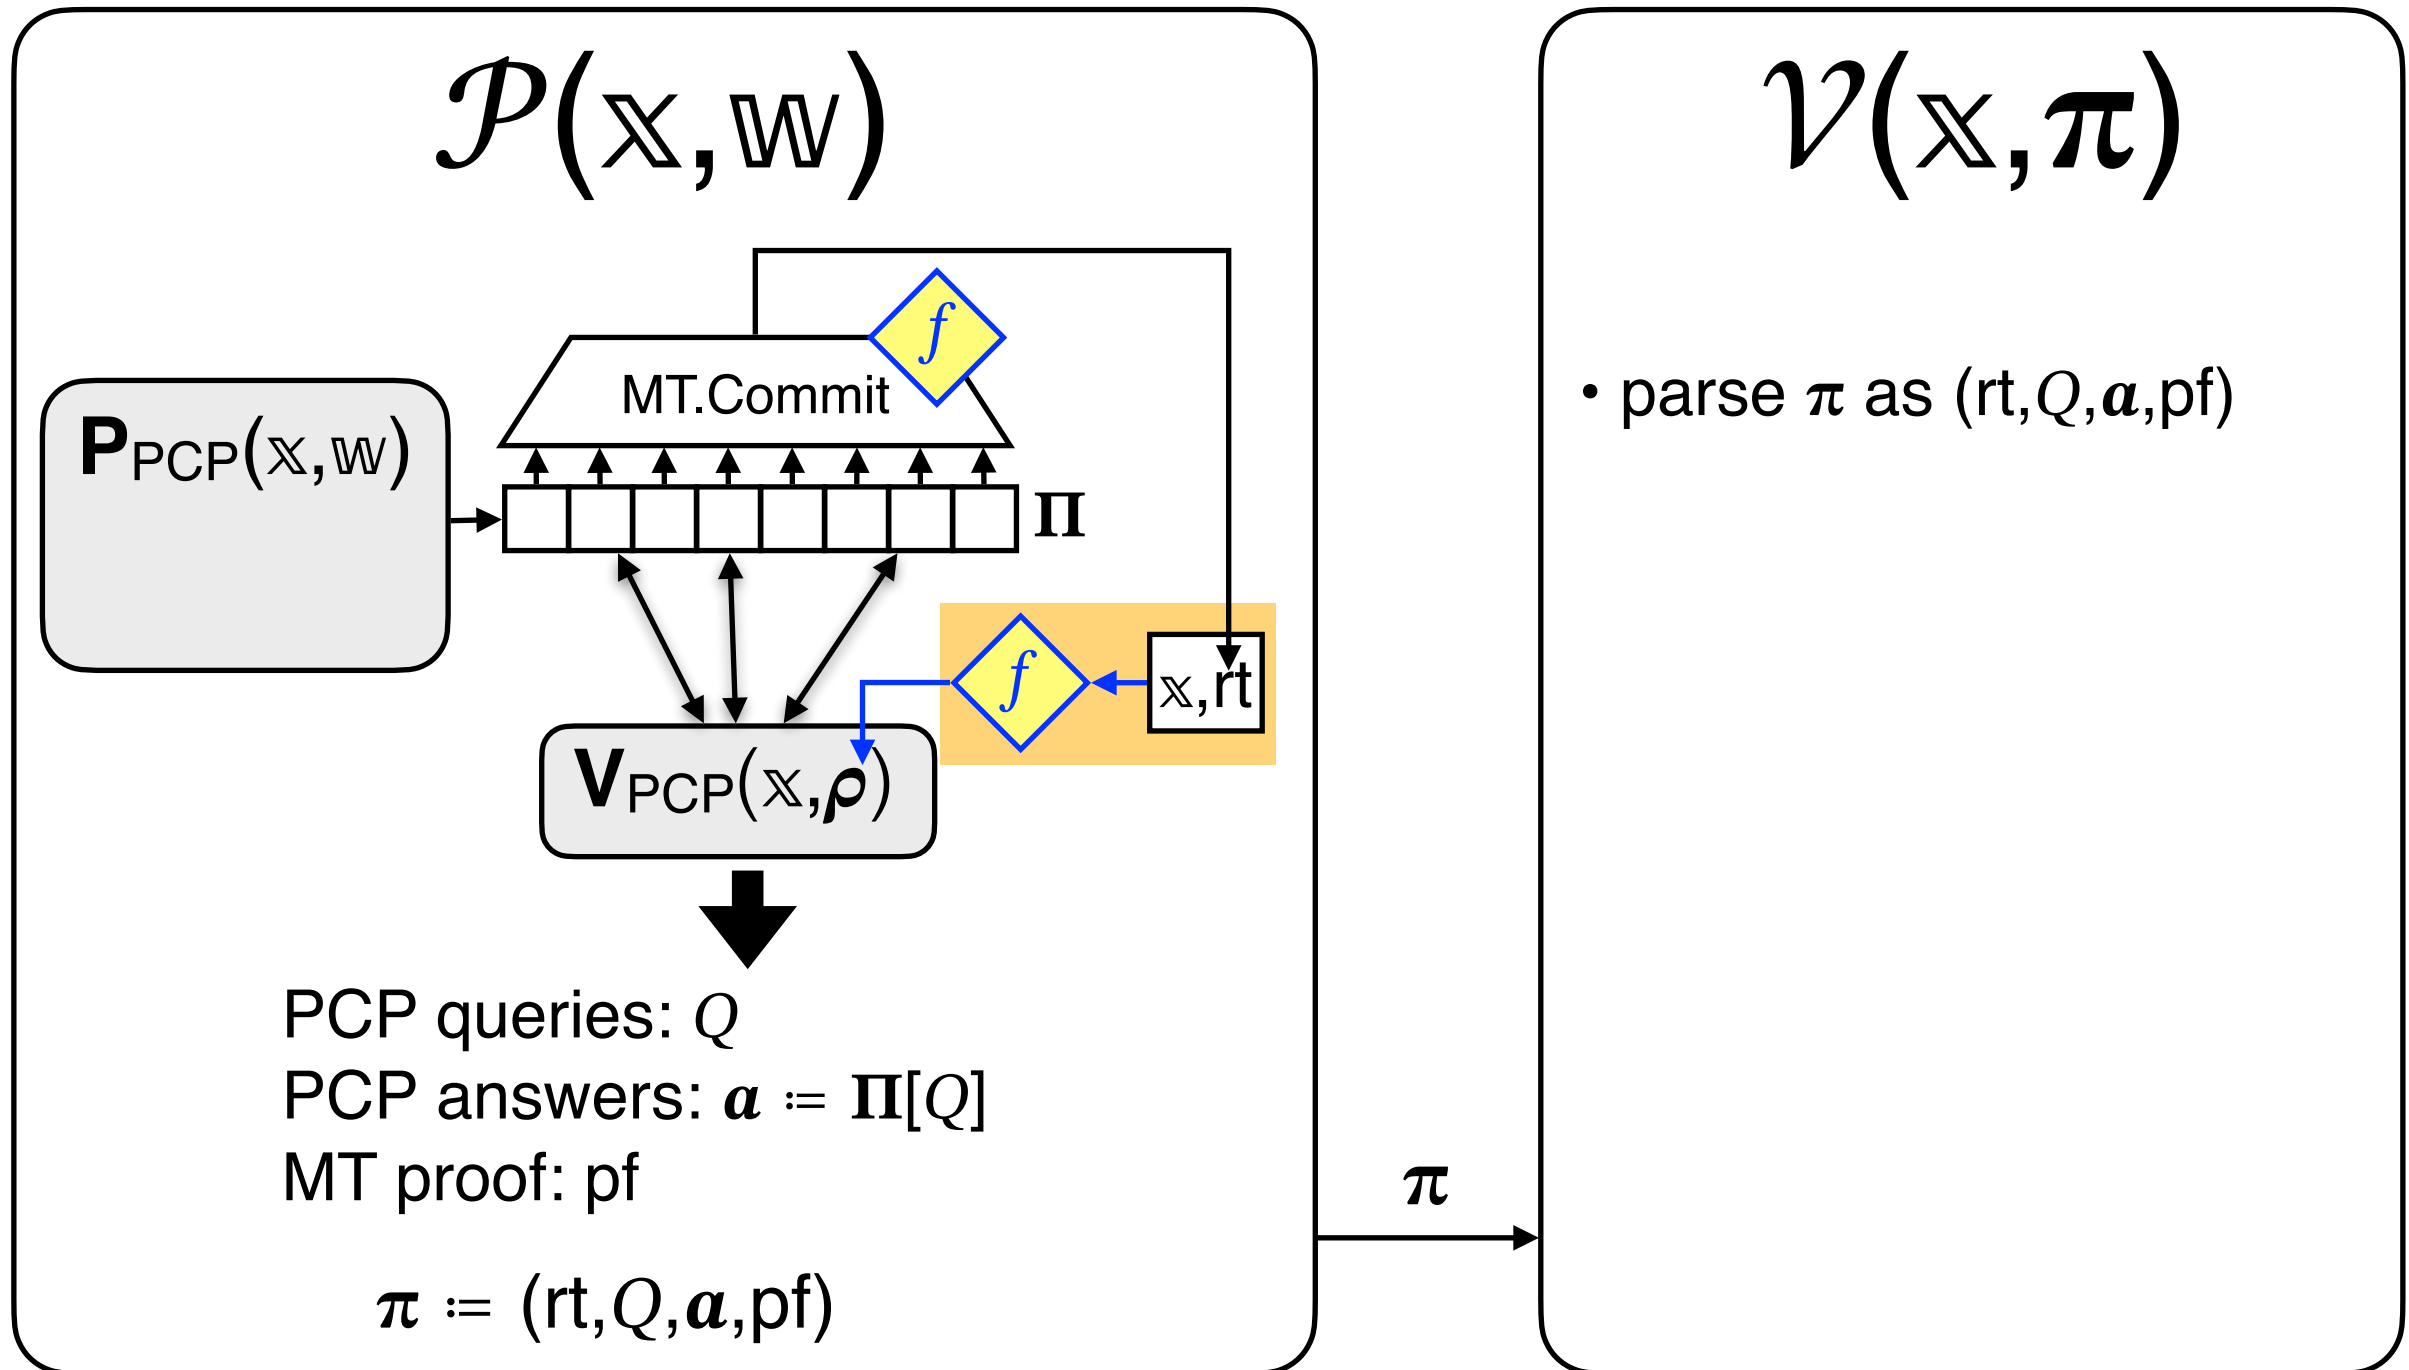 𝒫(𝕩,𝕨)
f
MT.Commit
P_PCP(𝕩,𝕨)
Π
f
𝕩,rt
V_PCP(𝕩,ρ)
PCP queries: Q
PCP answers: a := Π[Q]
MT proof: pf
π := (rt,Q,a,pf)
π
𝒱(𝕩,π)
• parse π as (rt,Q,a,pf)